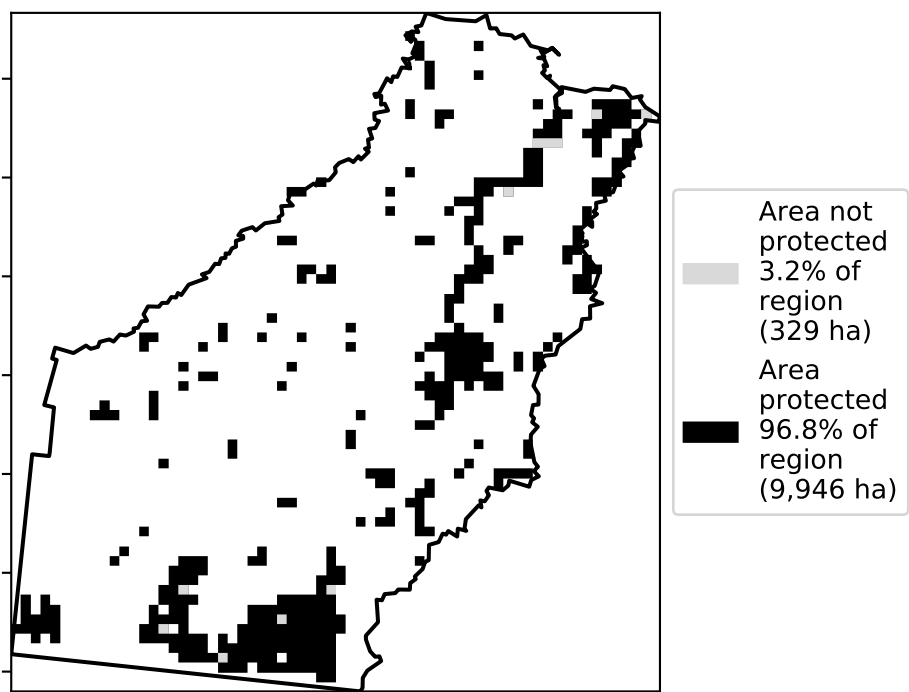 Area not
protected
3.2% of
region
(329 ha)
Area
protected
96.8% of
region
(9,946 ha)